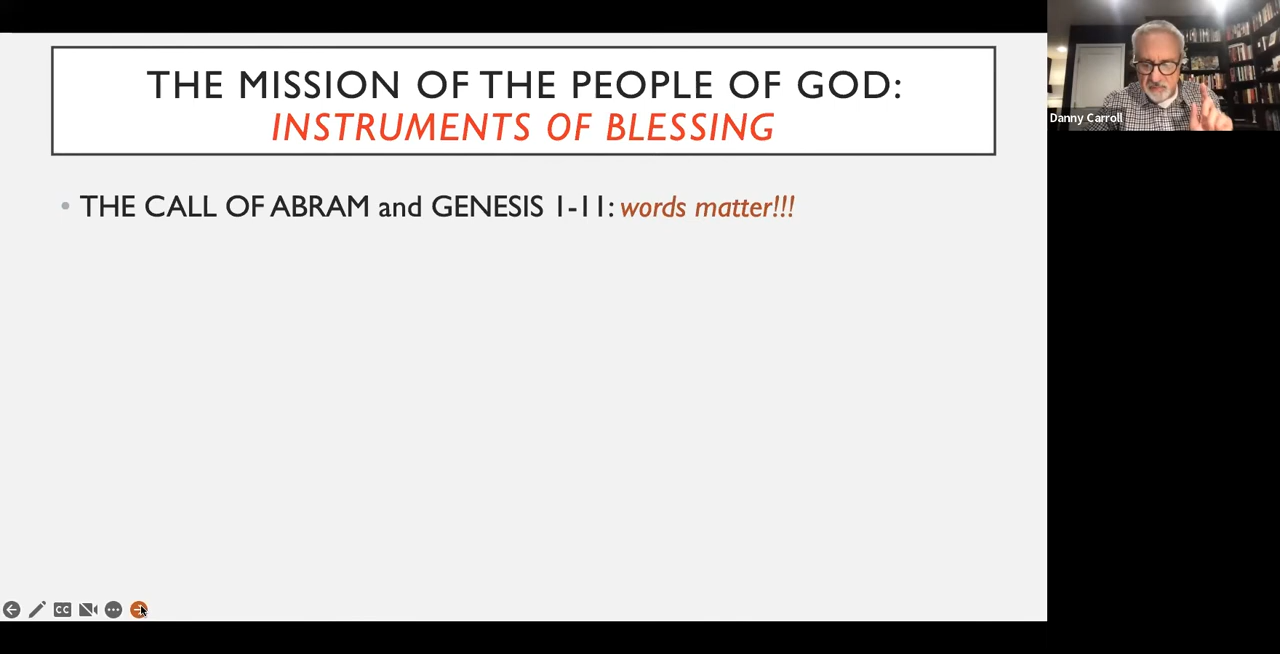 THE MISSION OF THE PEOPLE OF GOD:
INSTRUMENTS OF BLESSING
• THE CALL OF ABRAM and GENESIS 1-11: words matter!!!
Danny Carroll
CC